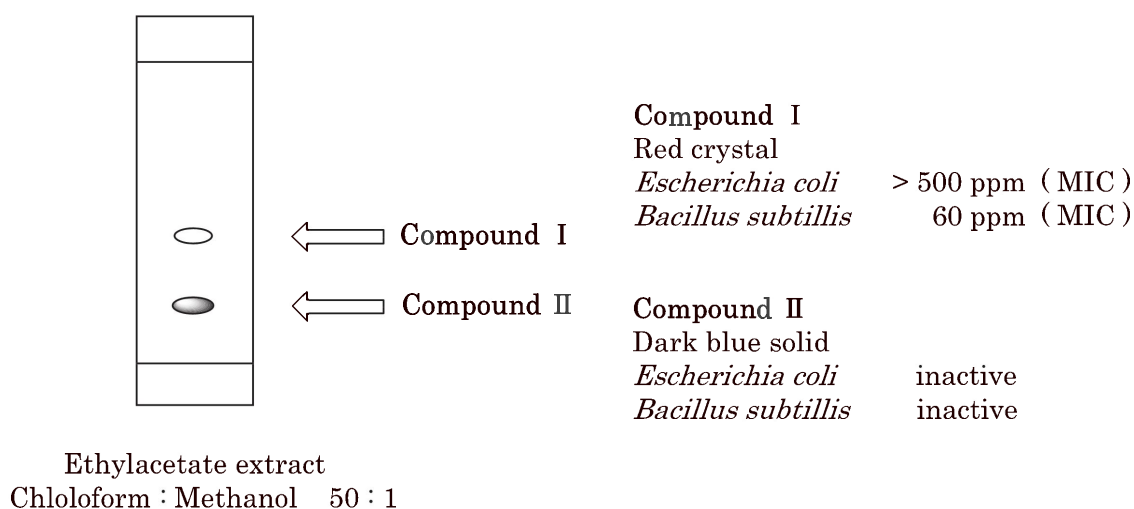 Compound Ⅰ
Red crystal
Escherichia coli > 500 ppm ( MIC )
Bacillus subtillis 60 ppm ( MIC )
Compound Ⅰ
Compound Ⅱ
Compound Ⅱ
Dark blue solid
Escherichia coli inactive
Bacillus subtillis inactive
Ethylacetate extract
Chloloform : Methanol 50 : 1